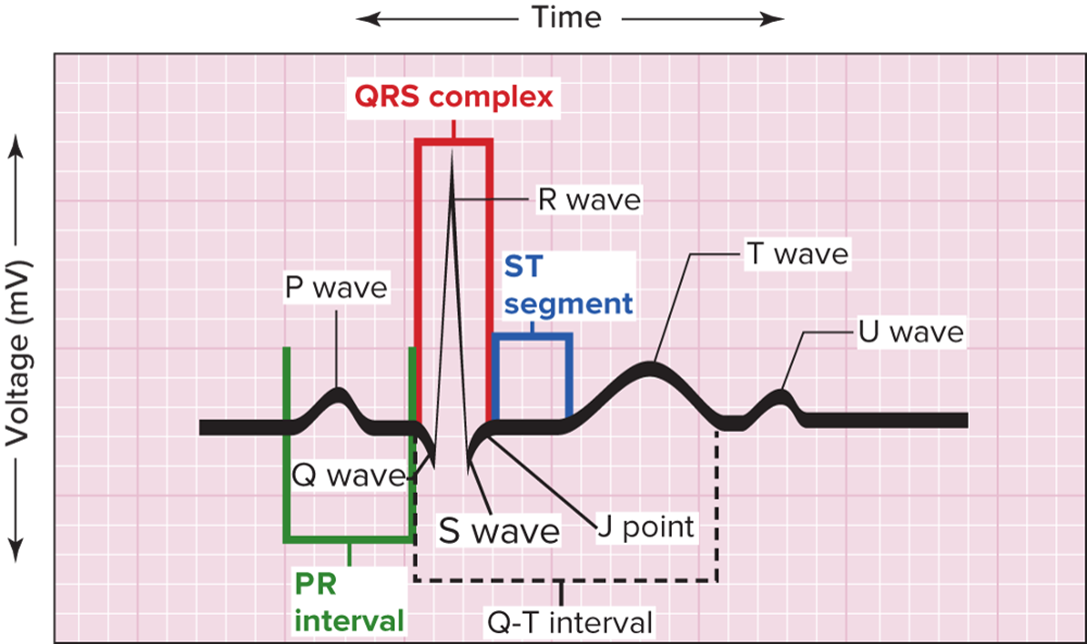 Time
Voltage (mV)
QRS complex
R wave
T wave
ST
segment
P wave
U wave
Q wave
S wave
J point
PR
interval
Q-T interval